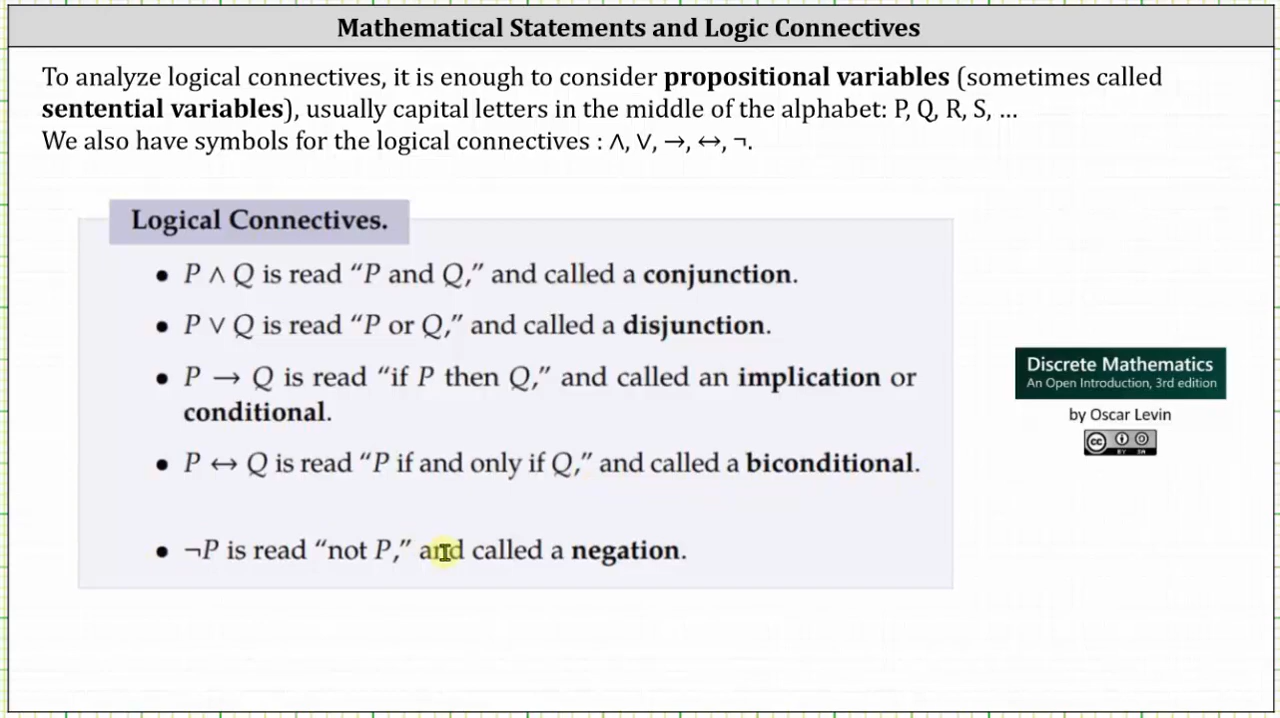 Mathematical Statements and Logic Connectives
To analyze logical connectives, it is enough to consider propositional variables (sometimes called
sentential variables), usually capital letters in the middle of the alphabet: P, Q, R, S, ...
We also have symbols for the logical connectives : ∧, ∨, →, ↔, ¬.
Logical Connectives.
• P ∧ Q is read “P and Q,” and called a conjunction.
• P ∨ Q is read “P or Q,” and called a disjunction.
• P → Q is read “if P then Q,” and called an implication or
conditional.
• P ↔ Q is read “P if and only if Q,” and called a biconditional.
• ¬P is read “not P,” and called a negation.
Discrete Mathematics
An Open Introduction, 3rd edition
by Oscar Levin
cc
BY SA